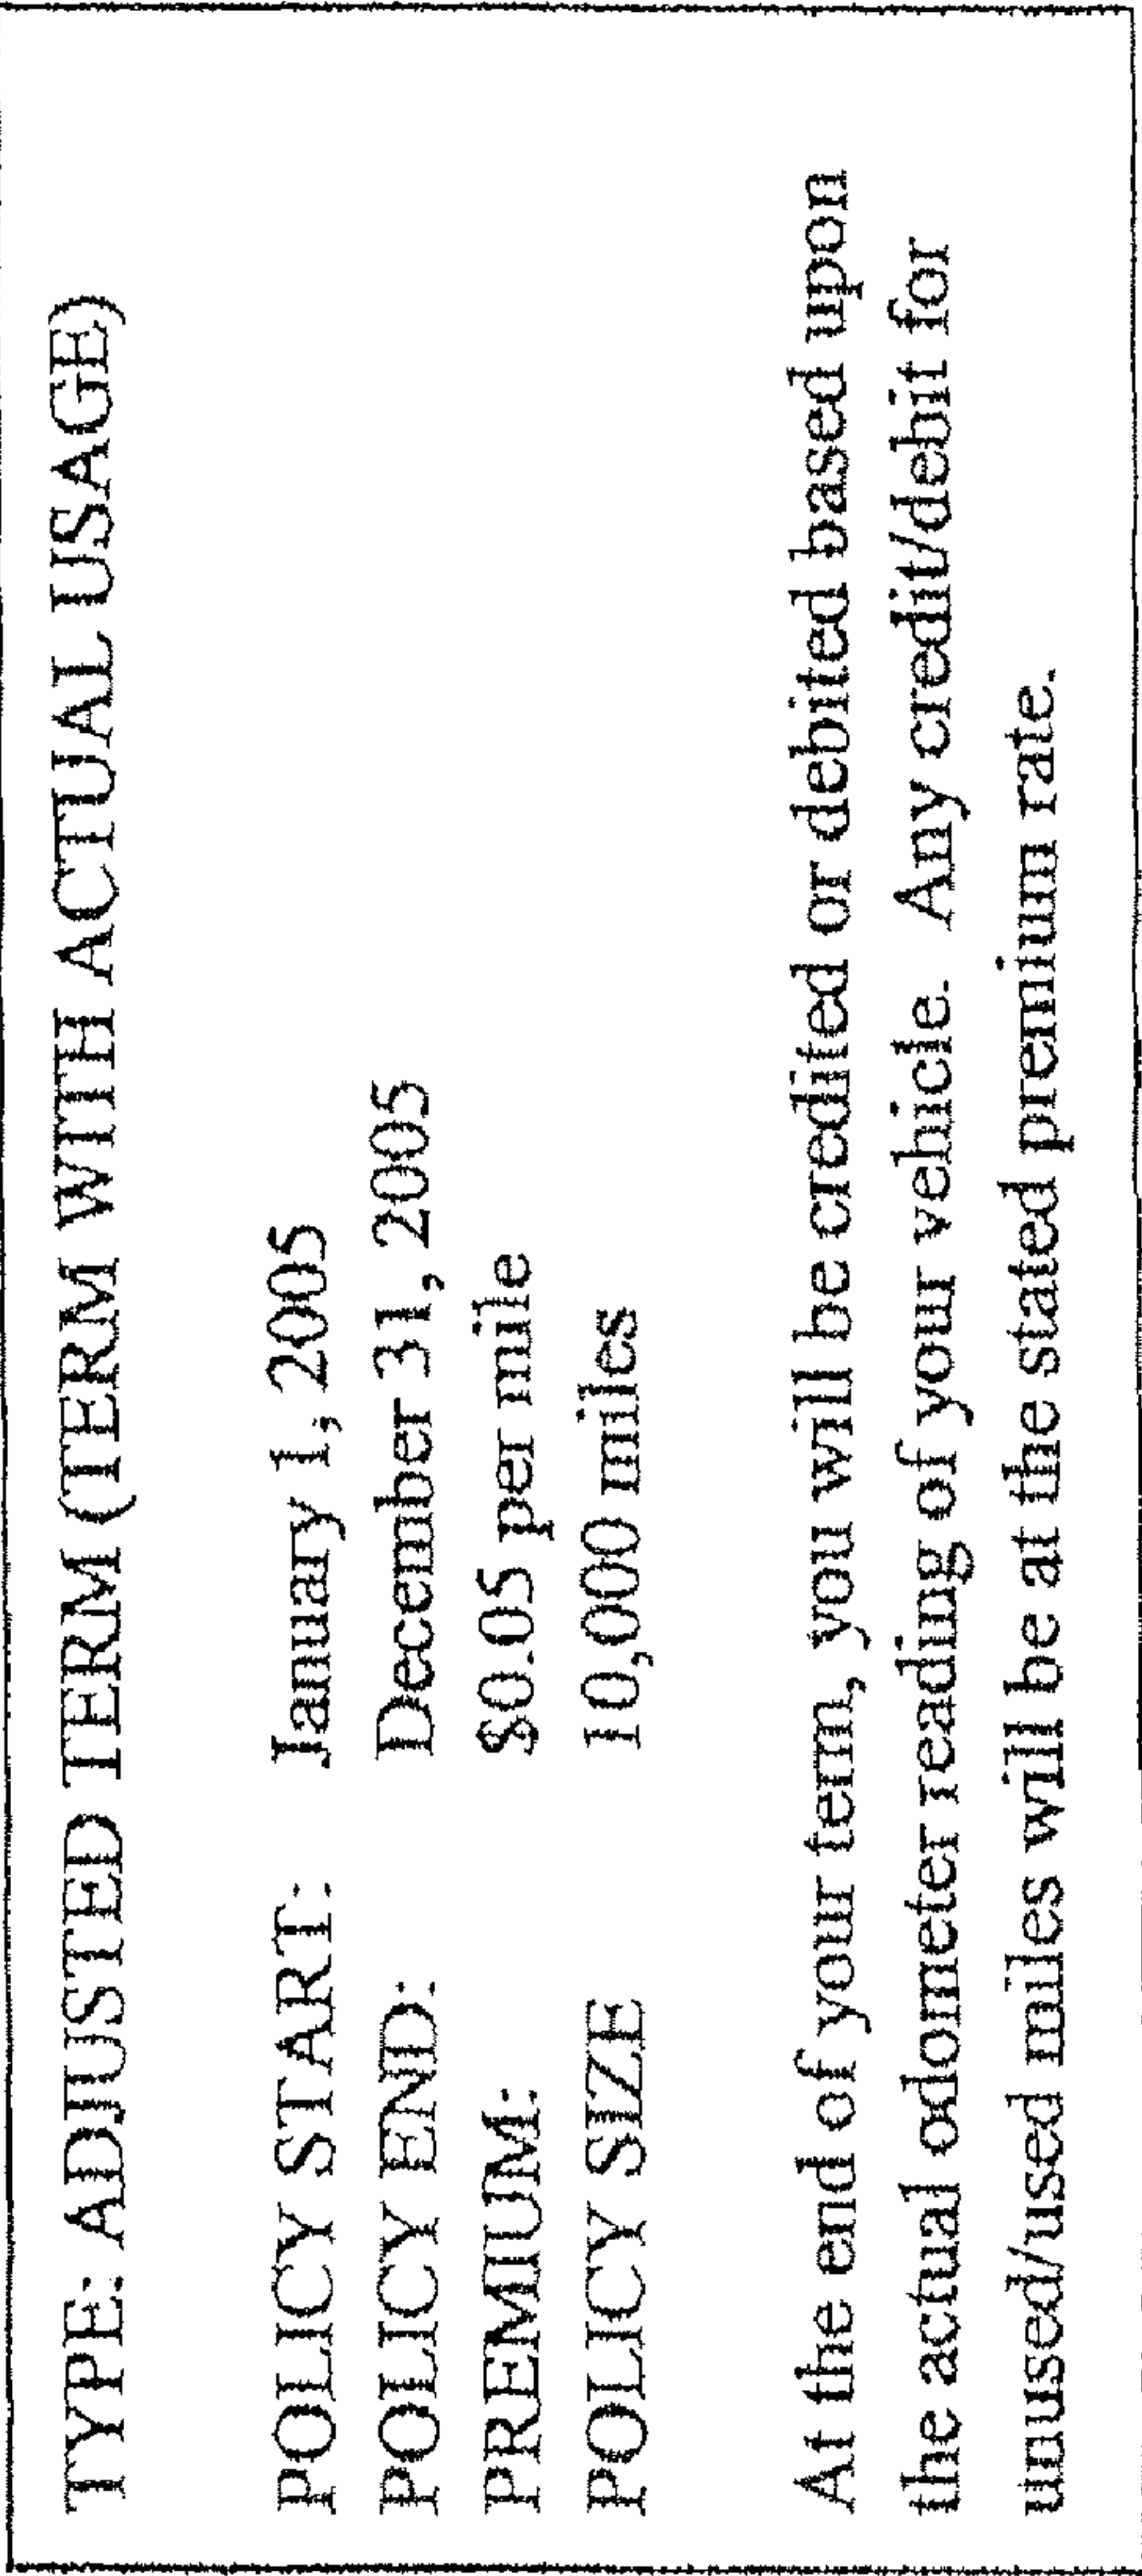 TYPE: ADJUSTED TERM (TERM WITH ACTUAL USAGE)
POLICY START: January 1, 2005
POLICY END: December 31, 2005
PREMIUM: $0.05 per mile
POLICY SIZE 10,000 miles
At the end of your term, you will be credited or debited based upon
the actual odometer reading of your vehicle. Any credit/debit for
unused/used miles will be at the stated premium rate.